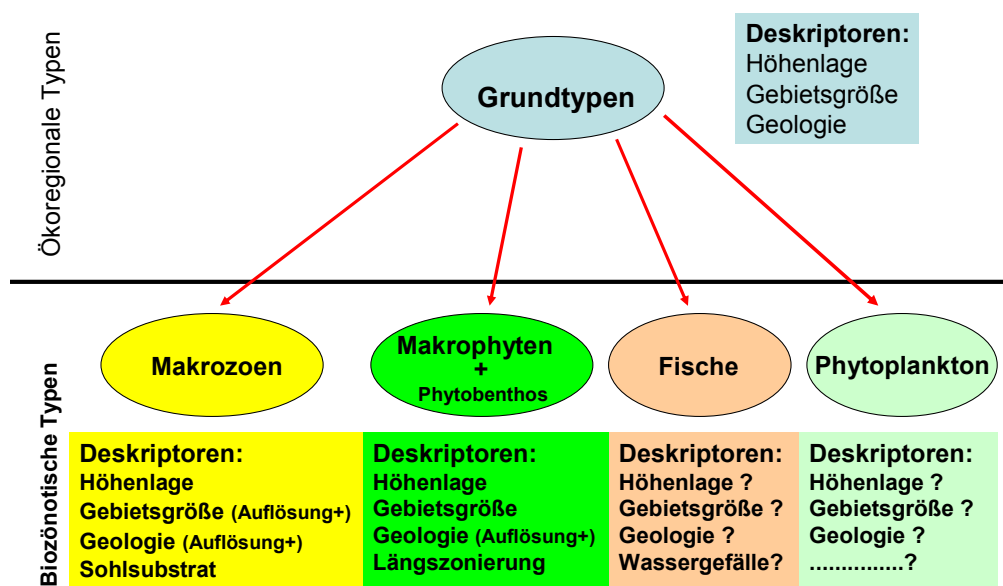 Ökoregionale Typen
Grundtypen
Deskriptoren:
Höhenlage
Gebietsgröße
Geologie
Biozönotische Typen
Makrozoen
Makrophyten
+
Phytobenthos
Fische
Phytoplankton
Deskriptoren:
Höhenlage
Gebietsgröße (Auflösung+)
Geologie (Auflösung+)
Sohlsubstrat
Deskriptoren:
Höhenlage
Gebietsgröße
Geologie (Auflösung+)
Längszonierung
Deskriptoren:
Höhenlage ?
Gebietsgröße ?
Geologie ?
Wassergefälle?
Deskriptoren:
Höhenlage ?
Gebietsgröße ?
Geologie ?
...............?